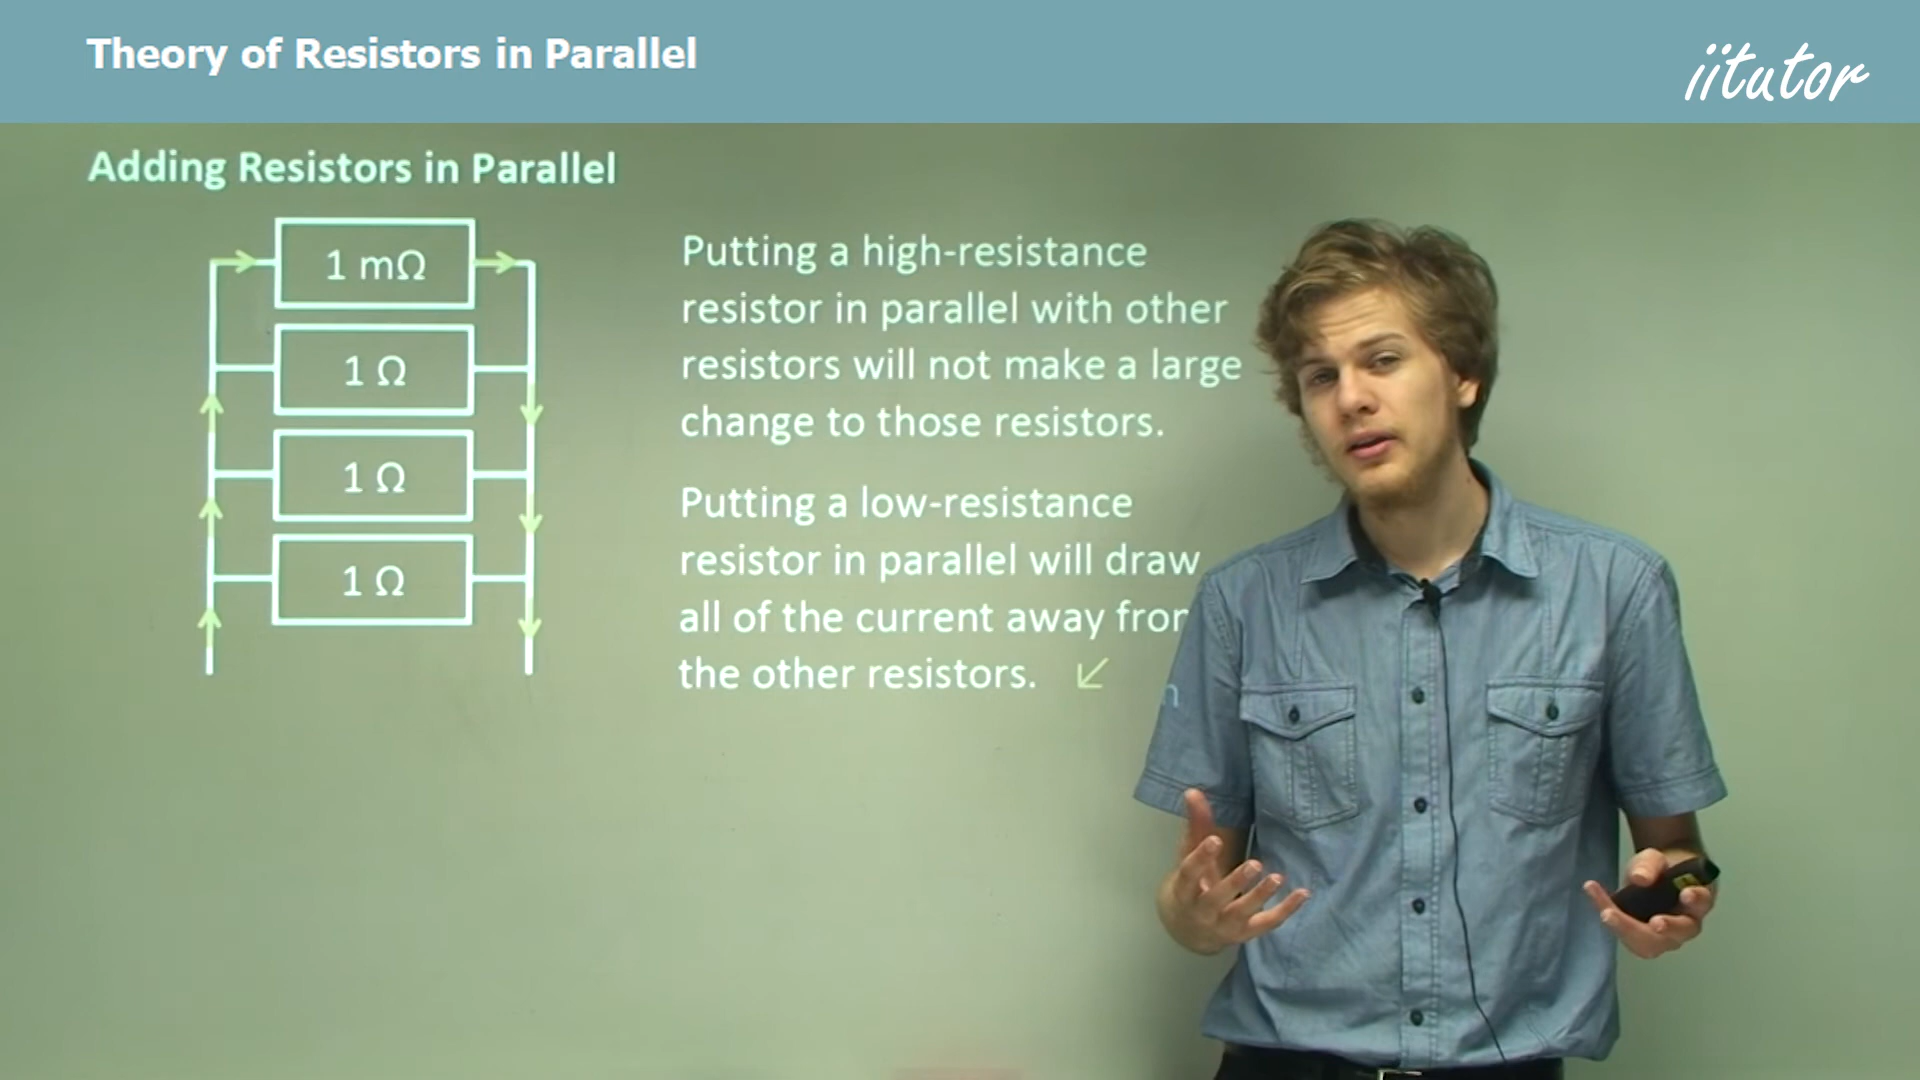 Theory of Resistors in Parallel
iitutor
Adding Resistors in Parallel
1 mΩ
1 Ω
1 Ω
1 Ω
Putting a high-resistance
resistor in parallel with other
resistors will not make a large
change to those resistors.
Putting a low-resistance
resistor in parallel will draw
all of the current away
the other resistors.